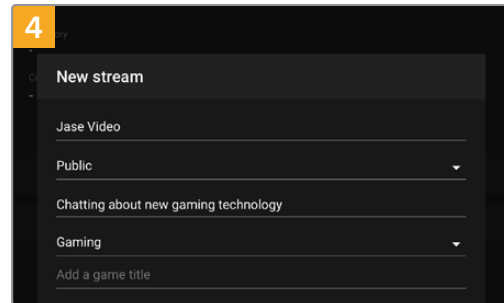 4
New stream
Jase Video
Public
Chatting about new gaming technology
Gaming
Add a game title